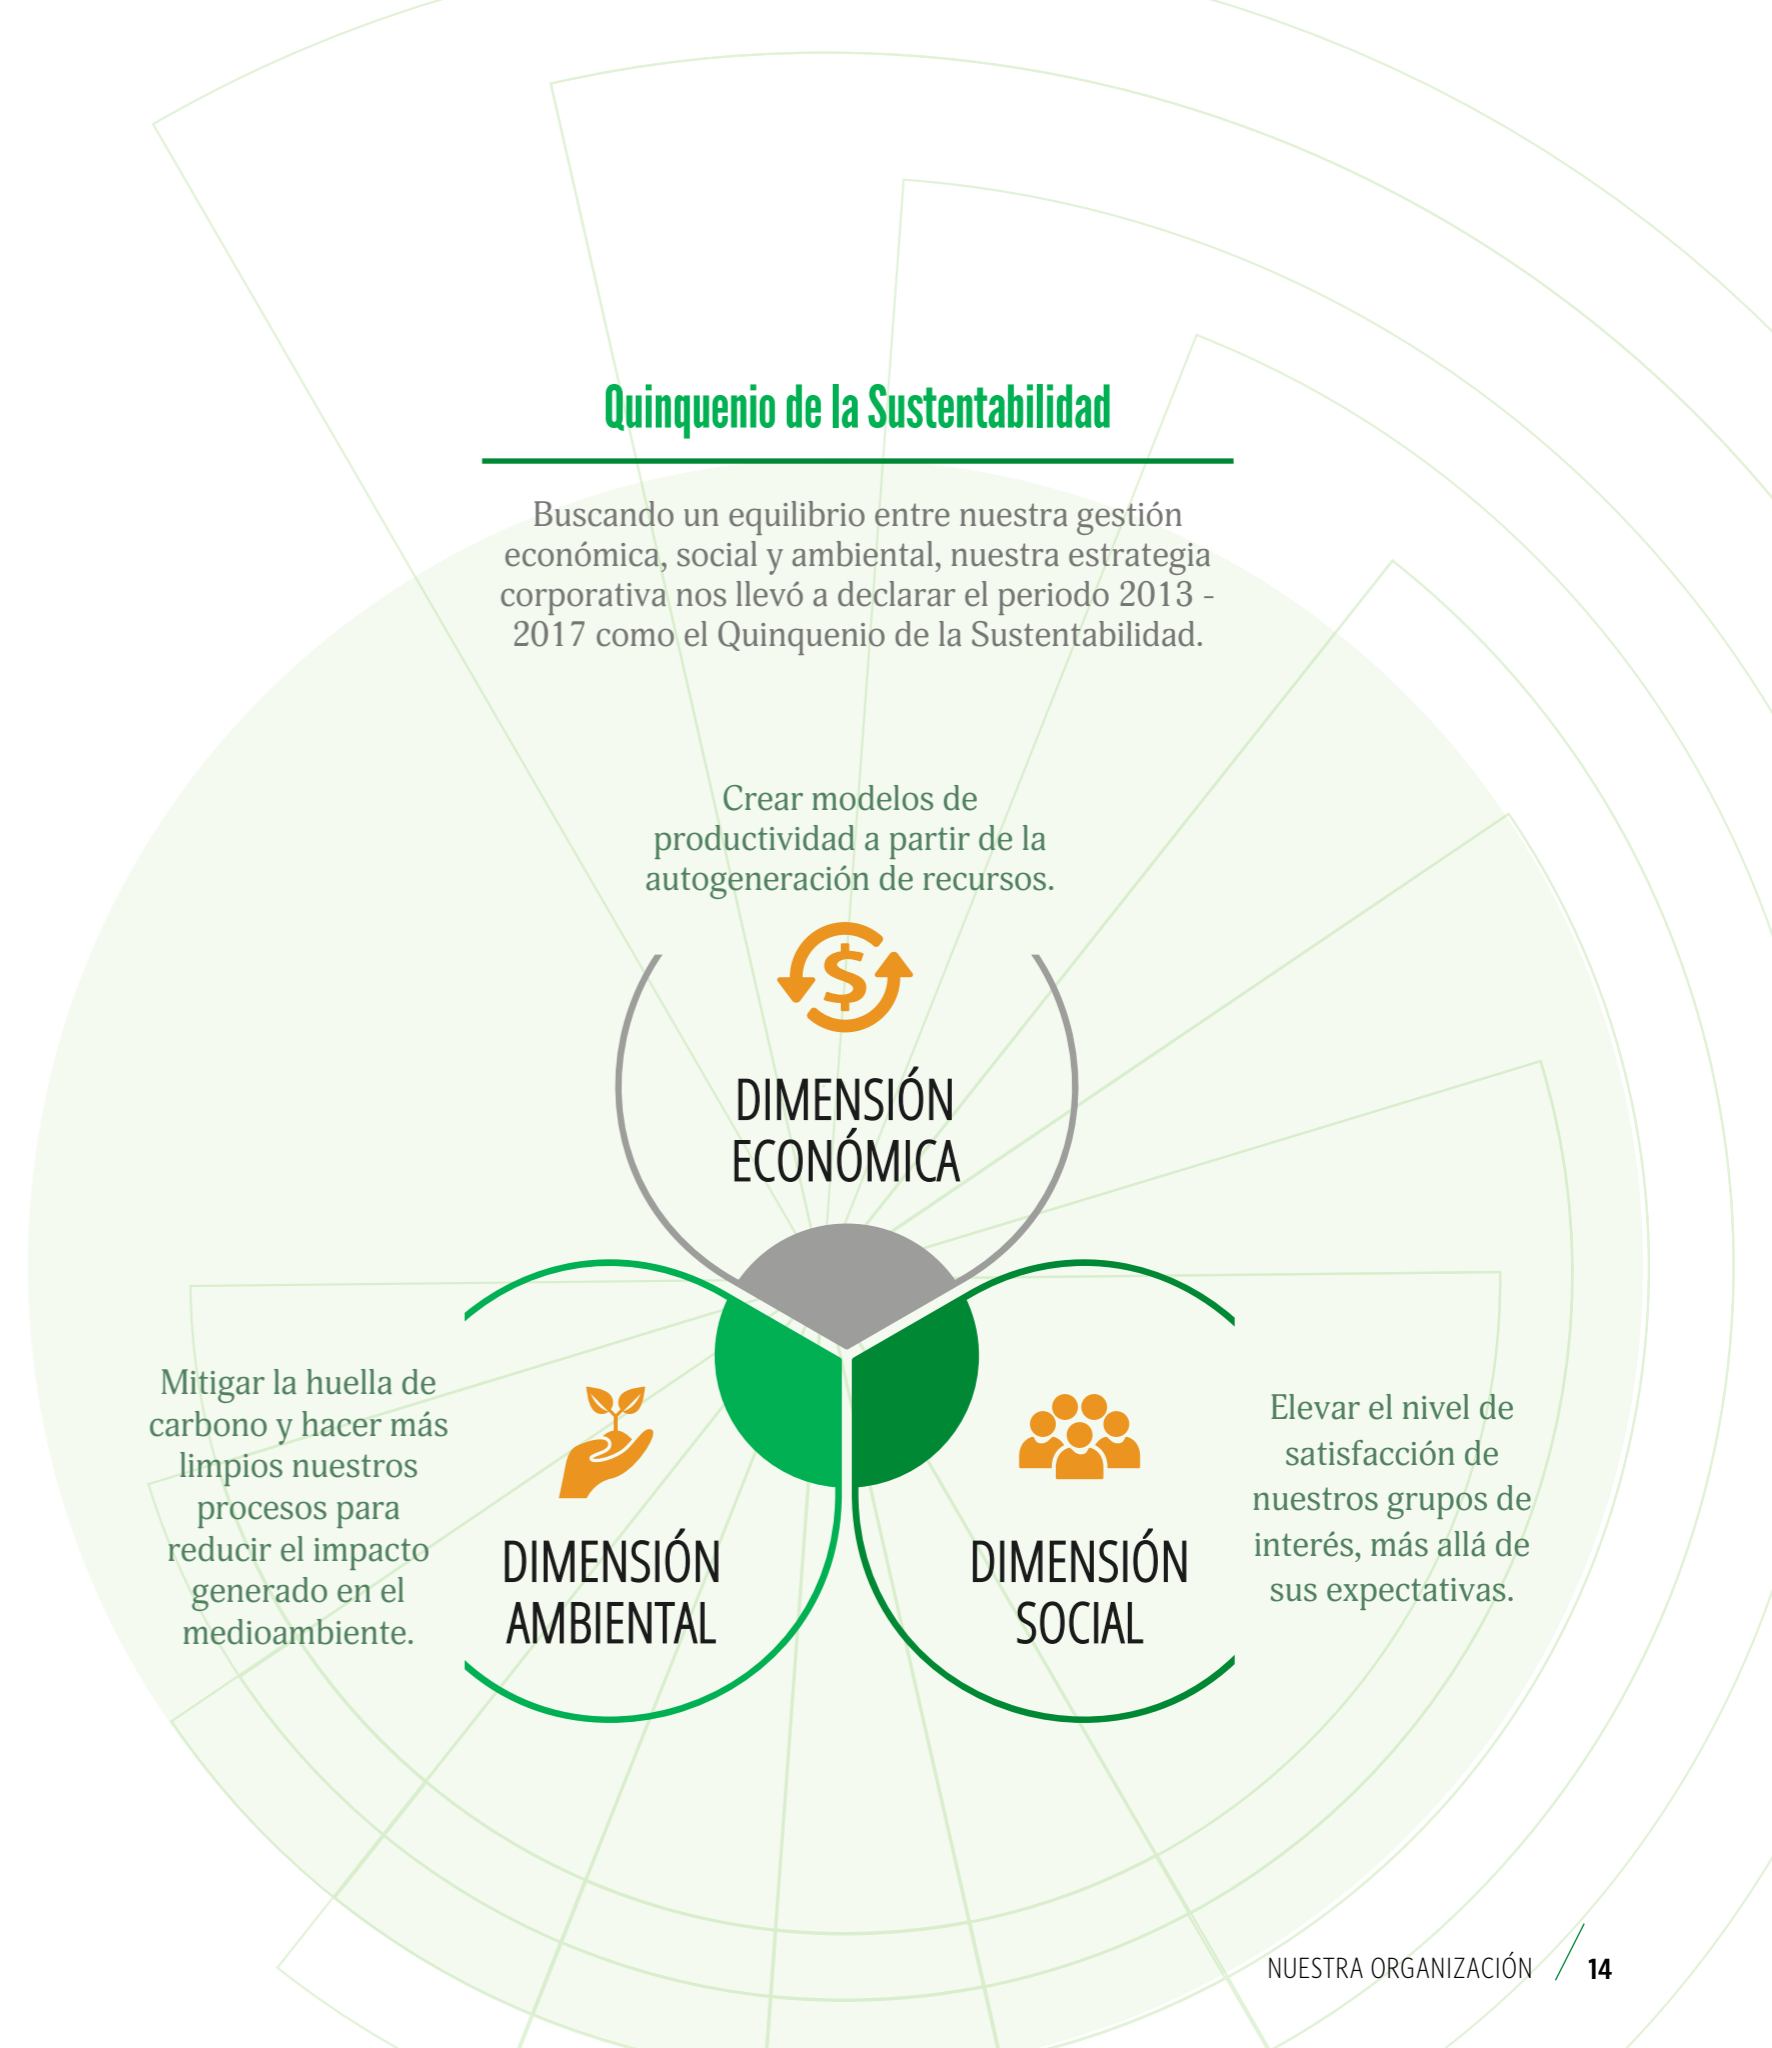 Quinquenio de la Sustentabilidad
Buscando un equilibrio entre nuestra gestión
económica, social y ambiental, nuestra estrategia
corporativa nos llevó a declarar el periodo 2013 -
2017 como el Quinquenio de la Sustentabilidad.
Crear modelos de
productividad a partir de la
autogeneración de recursos.
$
DIMENSIÓN
ECONÓMICA
Mitigar la huella de
carbono y hacer más
limpios nuestros
procesos para
reducir el impacto
generado en el
medioambiente.
DIMENSIÓN
AMBIENTAL
DIMENSIÓN
SOCIAL
Elevar el nivel de
satisfacción de
nuestros grupos de
interés, más allá de
sus expectativas.
NUESTRA ORGANIZACIÓN / 14